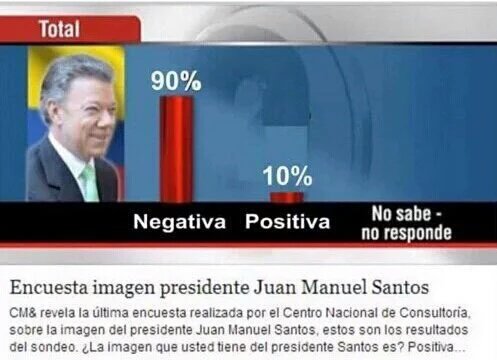 Total
90%
10%
Negativa Positiva No sabe -
no responde
Encuesta imagen presidente Juan Manuel Santos
CM& revela la última encuesta realizada por el Centro Nacional de Consultoría,
sobre la imagen del presidente Juan Manuel Santos, estos son los resultados
del sondeo. ¿La imagen que usted tiene del presidente Santos es? Positiva...